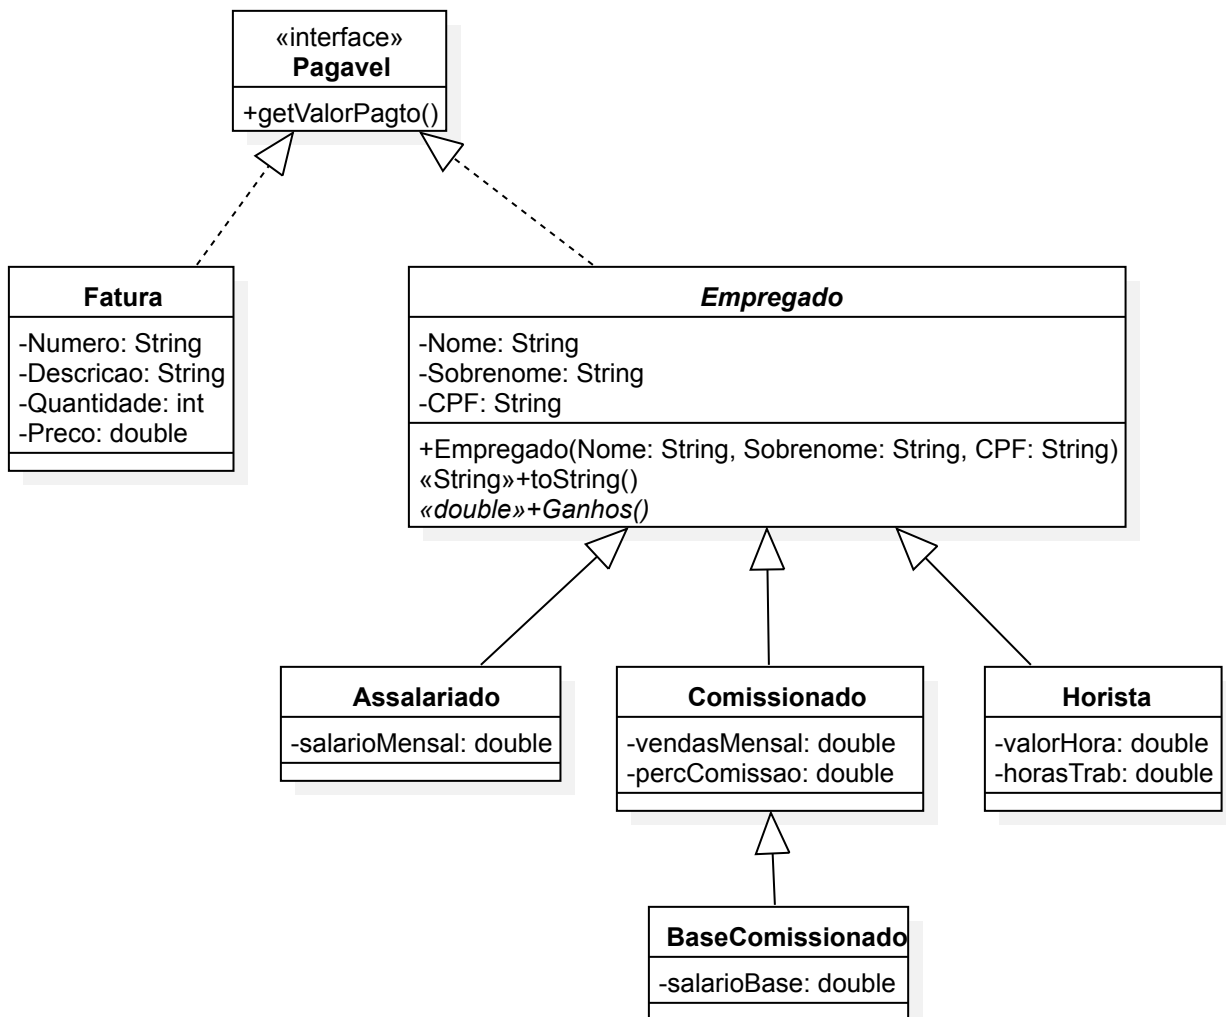 «interface»
Pagavel
+getValorPagto()
Fatura
-Numero: String
-Descricao: String
-Quantidade: int
-Preco: double
Empregado
-Nome: String
-Sobrenome: String
-CPF: String
+Empregado(Nome: String, Sobrenome: String, CPF: String)
«String»+toString()
«double»+Ganhos()
Assalariado
-salarioMensal: double
Comissionado
-vendasMensal: double
-percComissao: double
Horista
-valorHora: double
-horasTrab: double
BaseComissionado
-salarioBase: double